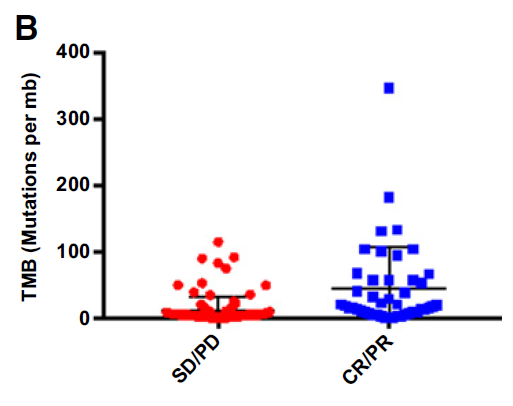 B
TMB (Mutations per mb)
400
300
200
100
0
SD/PD
CR/PR